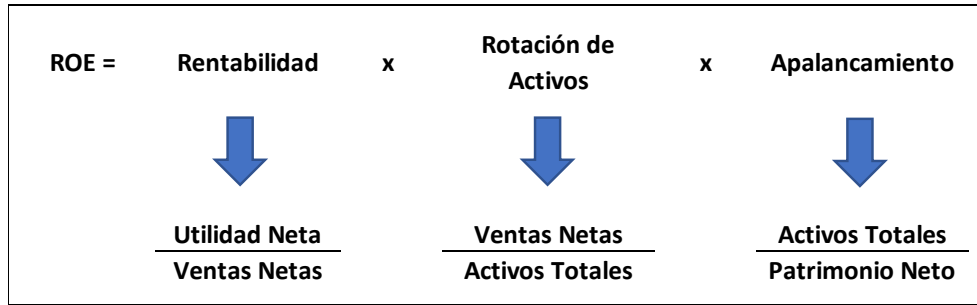 ROE = Rentabilidad x Rotación de Activos x Apalancamiento
Utilidad Neta Ventas Netas Activos Totales
Ventas Netas Activos Totales Patrimonio Neto